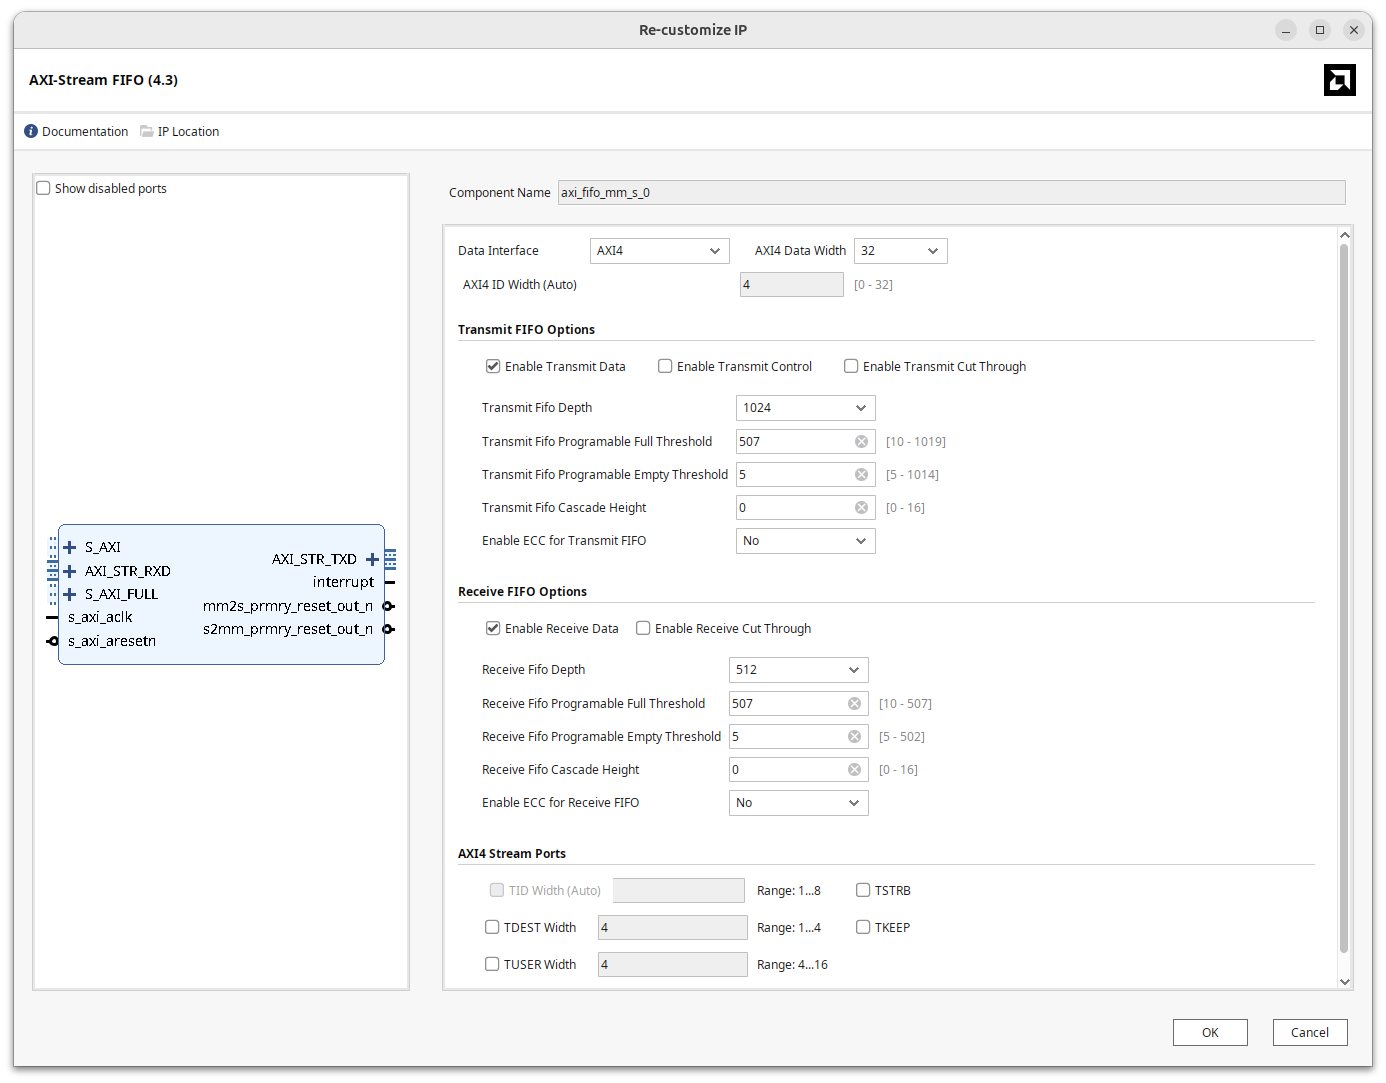 Re-customize IP
AXI-Stream FIFO (4.3)
Documentation IP Location
Show disabled ports
S_AXI
AXI_STR_RXD
S_AXI_FULL
s_axi_aclk
s_axi_aresetn
AXI_STR_TXD
interrupt
mm2s_prmry_reset_out_n
s2mm_prmry_reset_out_n
Component Name axi_fifo_mm_s_0
Data Interface AXI4 AXI4 Data Width 32
AXI4 ID Width (Auto) 4 [0 - 32]
Transmit FIFO Options
Enable Transmit Data Enable Transmit Control Enable Transmit Cut Through
Transmit Fifo Depth 1024
Transmit Fifo Programable Full Threshold 507 [10 - 1019]
Transmit Fifo Programable Empty Threshold 5 [5 - 1014]
Transmit Fifo Cascade Height 0 [0 - 16]
Enable ECC for Transmit FIFO No
Receive FIFO Options
Enable Receive Data Enable Receive Cut Through
Receive Fifo Depth 512
Receive Fifo Programable Full Threshold 507 [10 - 507]
Receive Fifo Programable Empty Threshold 5 [5 - 502]
Receive Fifo Cascade Height 0 [0 - 16]
Enable ECC for Receive FIFO No
AXI4 Stream Ports
TID Width (Auto) Range: 1...8 TSTRB
TDEST Width 4 Range: 1...4 TKEEP
TUSER Width 4 Range: 4...16
OK Cancel